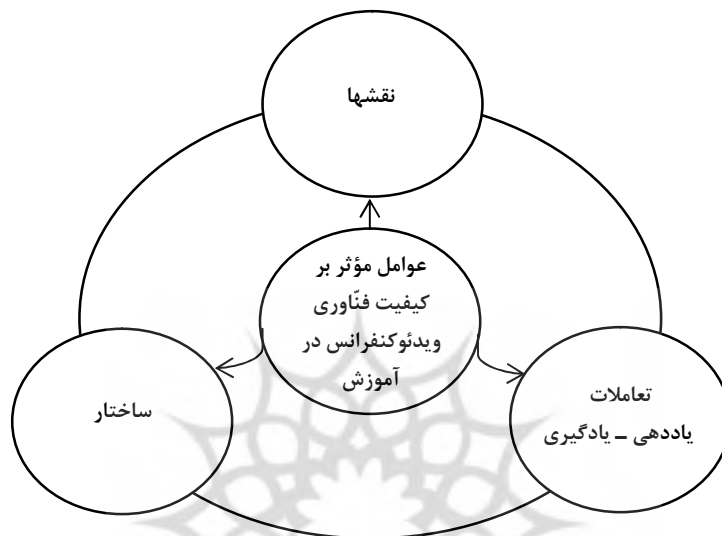 نقشها
عوامل مؤثر بر
کیفیت فنّاوری
ویدئوکنفرانس در
آموزش
تعاملات
یاددهی ـ یادگیری
ساختار